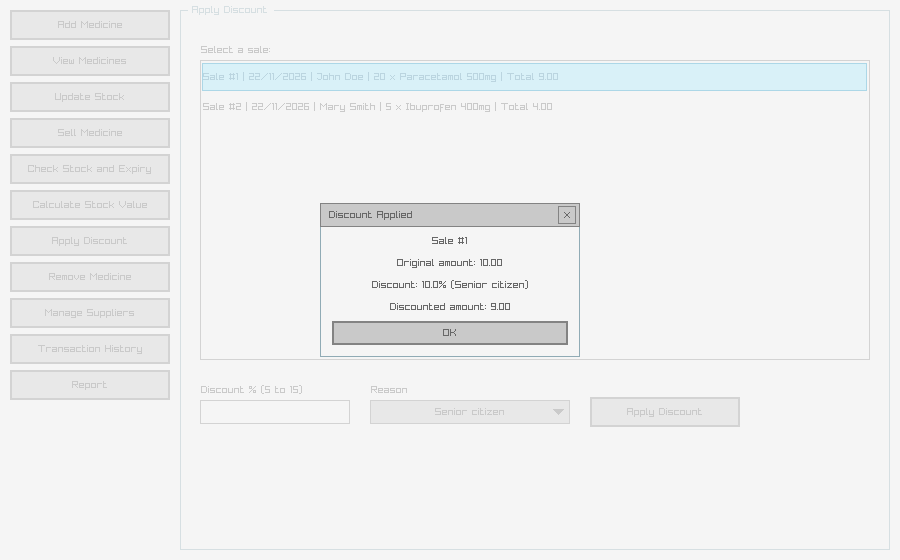 Add Medicine
View Medicines
Update Stock
Sell Medicine
Check Stock and Expiry
Calculate Stock Value
Apply Discount
Remove Medicine
Manage Suppliers
Transaction History
Report
Apply Discount
Select a sale:
Sale #1 | 22/11/2026 | John Doe | 20 x Paracetamol 500mg | Total 9.00
Sale #2 | 22/11/2026 | Mary Smith | 5 x Ibuprofen 400mg | Total 4.00
Discount Applied
Sale #1
Original amount: 10.00
Discount: 10.0% (Senior citizen)
Discounted amount: 9.00
OK
Discount % (5 to 15)
Reason
Senior citizen
Apply Discount